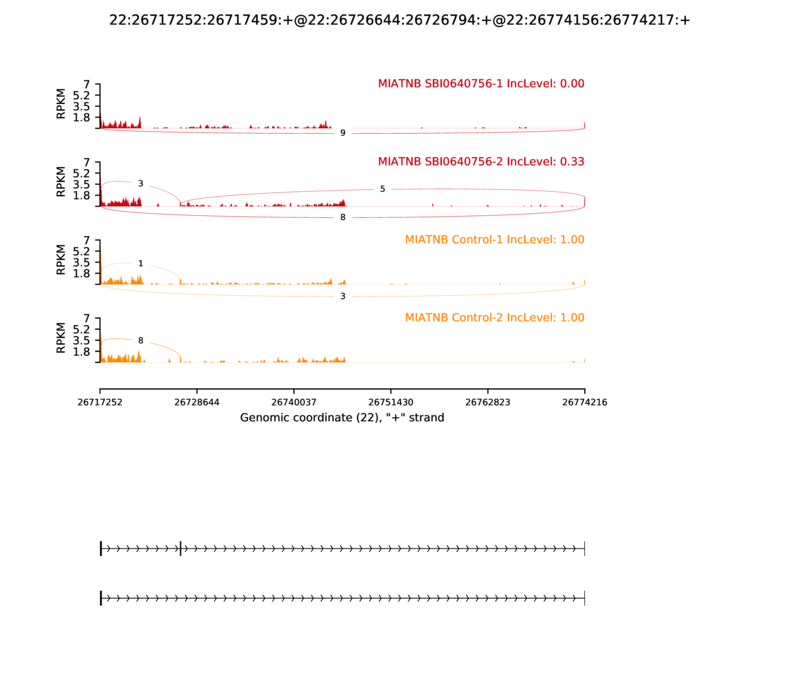 22:26717252:26717459:+@22:26726644:26726794:+@22:26774156:26774217:+
MIATNB SBI0640756-1 IncLevel: 0.00
RPKM
7
5.2
3.5
1.8
9
MIATNB SBI0640756-2 IncLevel: 0.33
RPKM
7
5.2
3.5
1.8
3
5
8
MIATNB Control-1 IncLevel: 1.00
RPKM
7
5.2
3.5
1.8
1
3
MIATNB Control-2 IncLevel: 1.00
RPKM
7
5.2
3.5
1.8
8
26717252 26728644 26740037 26751430 26762823 26774216
Genomic coordinate (22), "+" strand